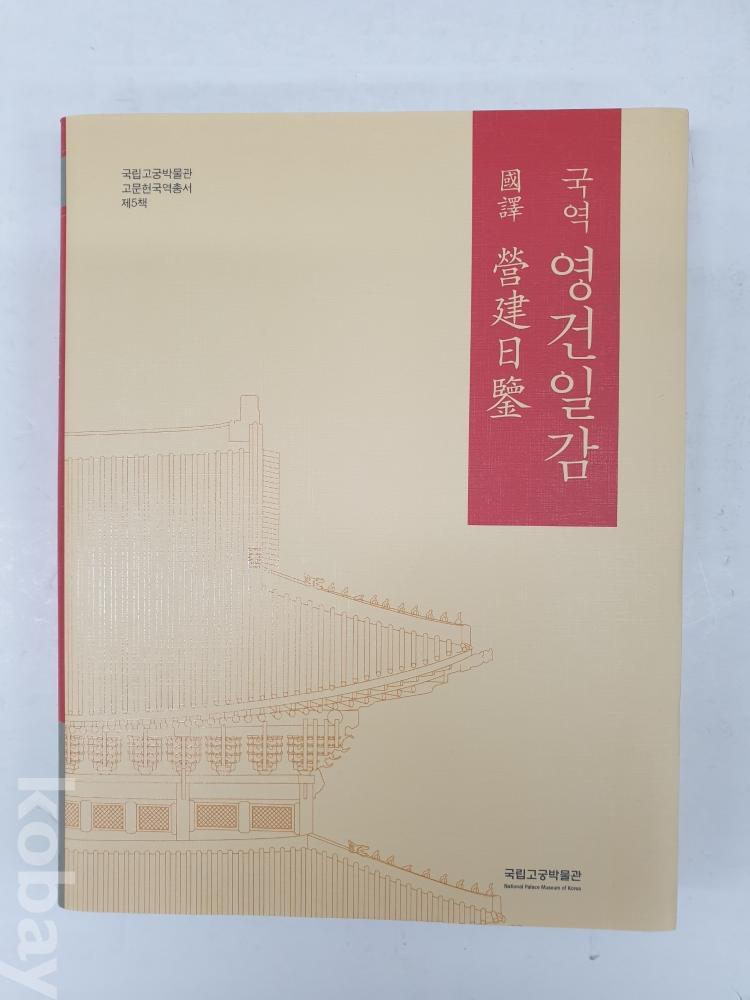 국립고궁박물관
고문헌국역총서
제5책
국역 영건일감
國譯 營建日鑒
국립고궁박물관
National Palace Museum of Korea
kobay